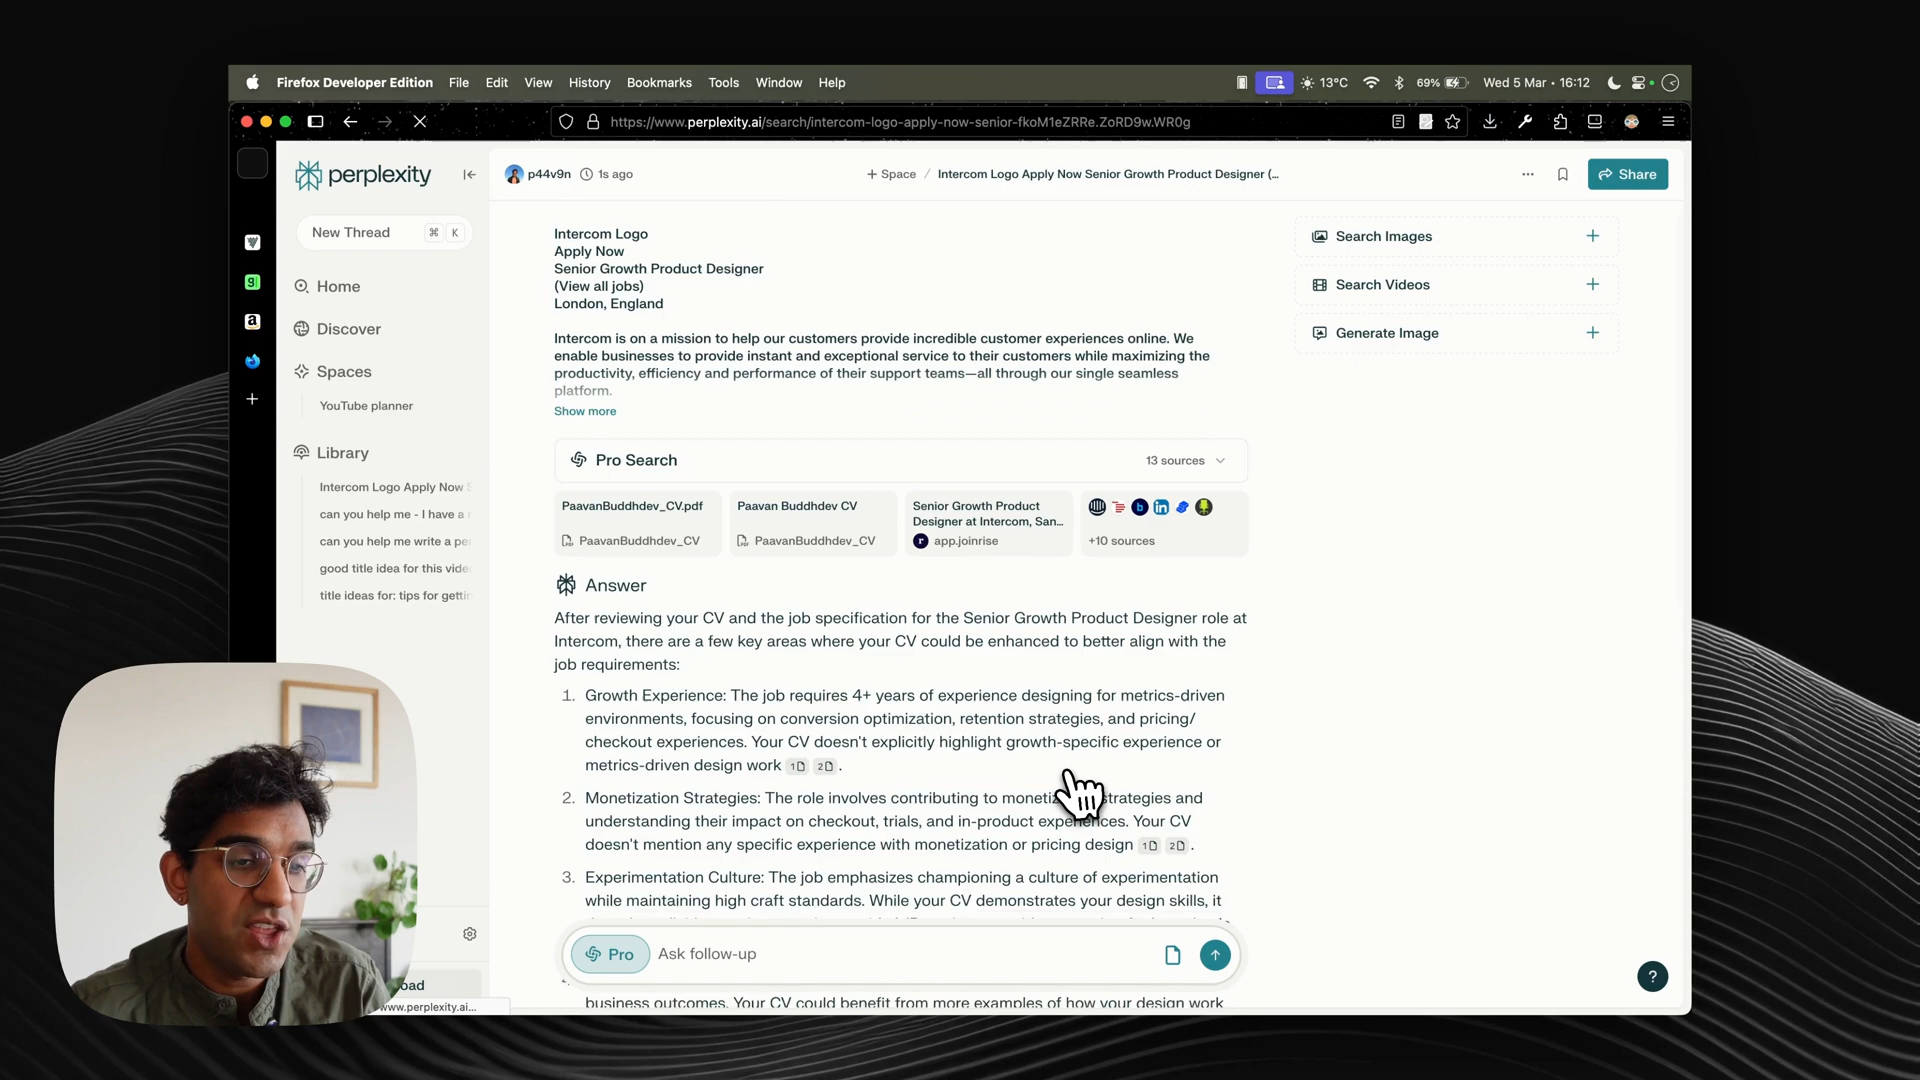 Firefox Developer Edition File Edit View History Bookmarks Tools Window Help 13°C 69% Wed 5 Mar • 16:12
https://www.perplexity.ai/search/intercom-logo-apply-now-senior-fkoM1eZRRe.ZoRD9w.WR0g
perplexity
New Thread ⌘ K
Home
Discover
Spaces
YouTube planner
Library
Intercom Logo Apply Now S
can you help me - I have a r
can you help me write a pe
good title idea for this vide
title ideas for: tips for gettin
oad
www.perplexity.ai...
p44v9n 1s ago
+ Space / Intercom Logo Apply Now Senior Growth Product Designer (...
Share
Intercom Logo
Apply Now
Senior Growth Product Designer
(View all jobs)
London, England
Intercom is on a mission to help our customers provide incredible customer experiences online. We
enable businesses to provide instant and exceptional service to their customers while maximizing the
productivity, efficiency and performance of their support teams—all through our single seamless
platform.
Show more
Pro Search 13 sources
PaavanBuddhdev_CV.pdf
PaavanBuddhdev_CV
Paavan Buddhdev CV
PaavanBuddhdev_CV
Senior Growth Product
Designer at Intercom, San...
r app.joinrise
b in
+10 sources
Answer
After reviewing your CV and the job specification for the Senior Growth Product Designer role at
Intercom, there are a few key areas where your CV could be enhanced to better align with the
job requirements:
1. Growth Experience: The job requires 4+ years of experience designing for metrics-driven
environments, focusing on conversion optimization, retention strategies, and pricing/
checkout experiences. Your CV doesn't explicitly highlight growth-specific experience or
metrics-driven design work 1 2 .
2. Monetization Strategies: The role involves contributing to moneti strategies and
understanding their impact on checkout, trials, and in-product experiences. Your CV
doesn't mention any specific experience with monetization or pricing design 1 2 .
3. Experimentation Culture: The job emphasizes championing a culture of experimentation
while maintaining high craft standards. While your CV demonstrates your design skills, it
Pro Ask follow-up
business outcomes. Your CV could benefit from more examples of how your design work
Search Images +
Search Videos +
Generate Image +
?